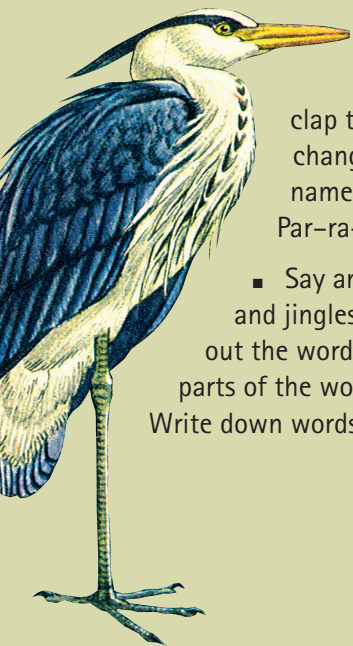 clap t
chang
name
Par-ra-
▪ Say ar
and jingles
out the word
parts of the wo
Write down words